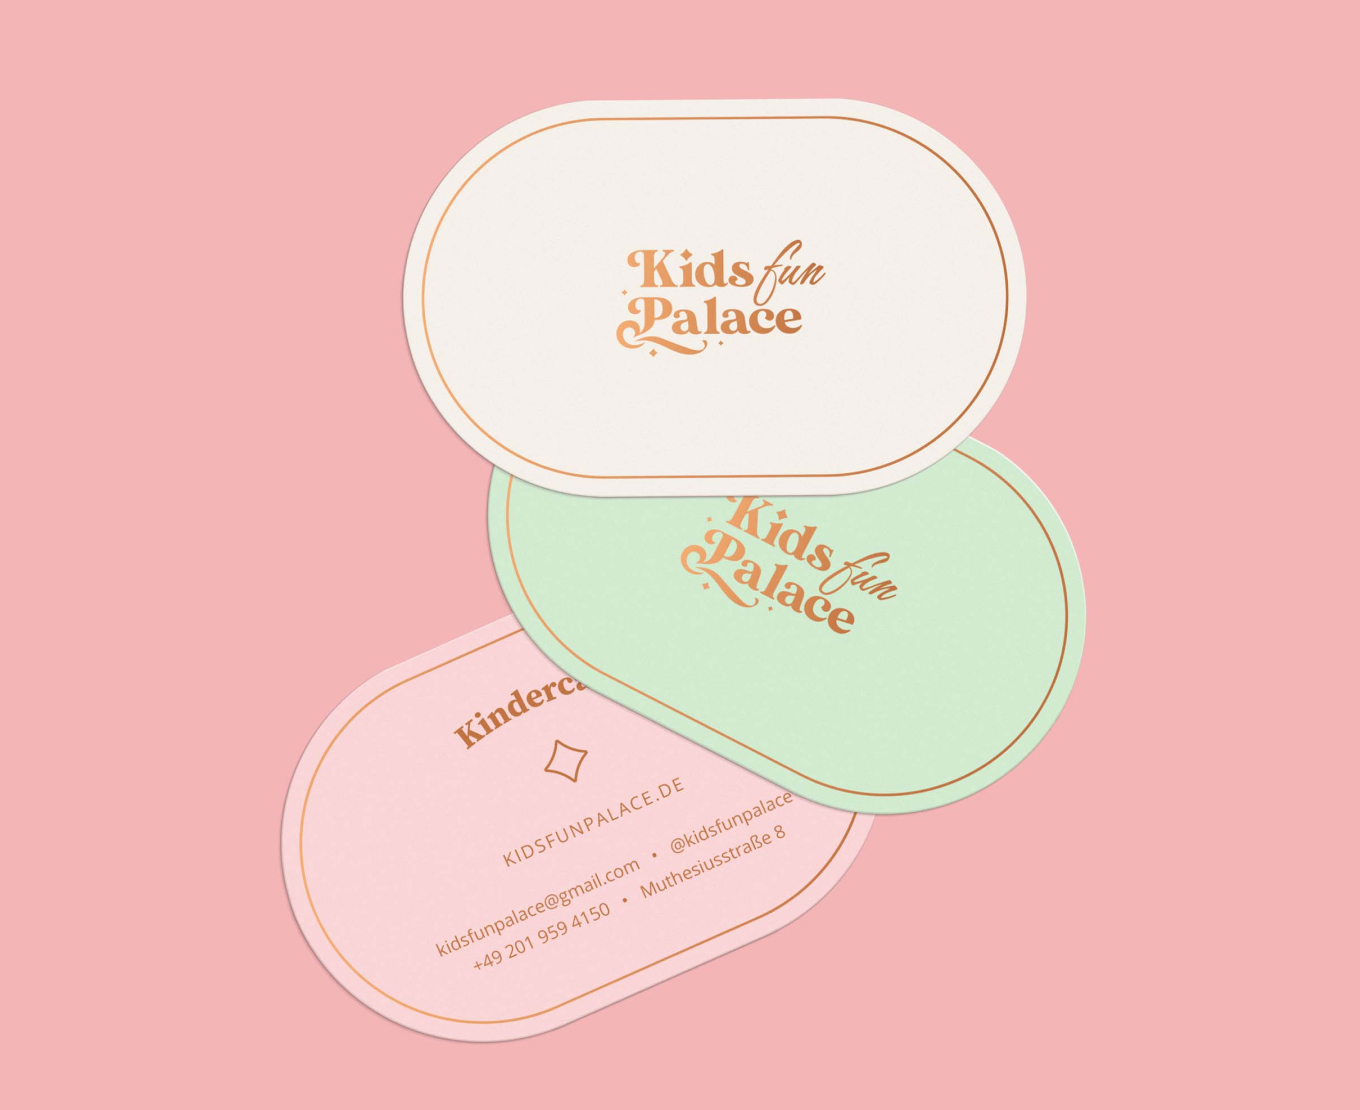 Kids fun
Palace
Kids fun
Palace
KIDSFUNPALACE.DE
kidsfunpalace@gmail.com • @kidsfunpalace
+49 201 959 4150 • Muthesiusstraße 8